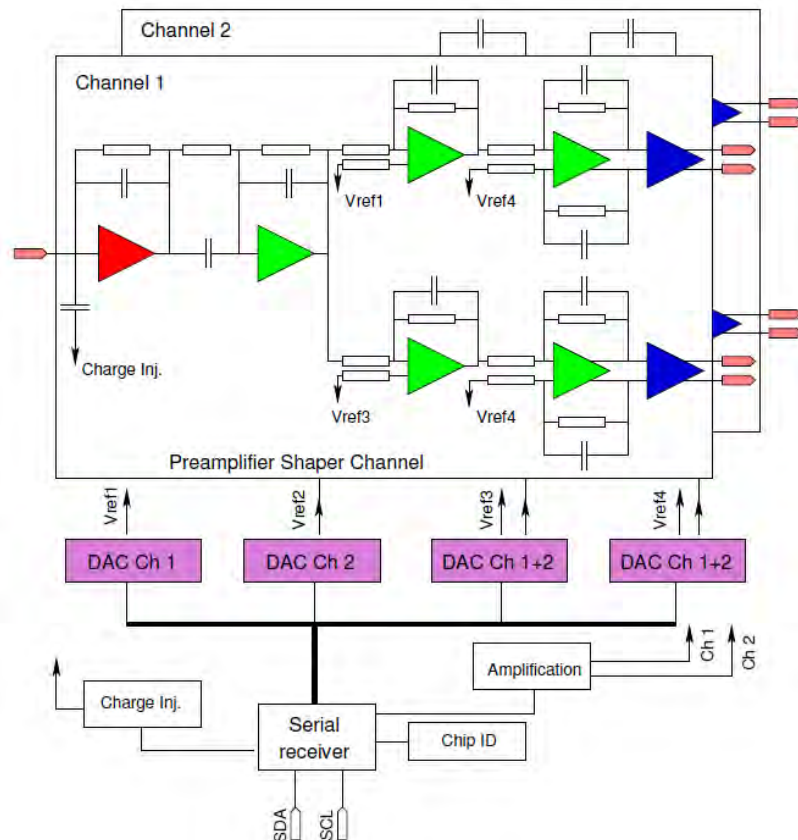 Channel 2
Channel 1
Vref1
Vref4
Charge Inj.
Vref3
Vref4
Preamplifier Shaper Channel
Vref1
Vref2
Vref3
Vref4
DAC Ch 1
DAC Ch 2
DAC Ch 1+2
DAC Ch 1+2
Ch 1
Ch 2
Amplification
Charge Inj.
Serial
receiver
Chip ID
SDA
SCL